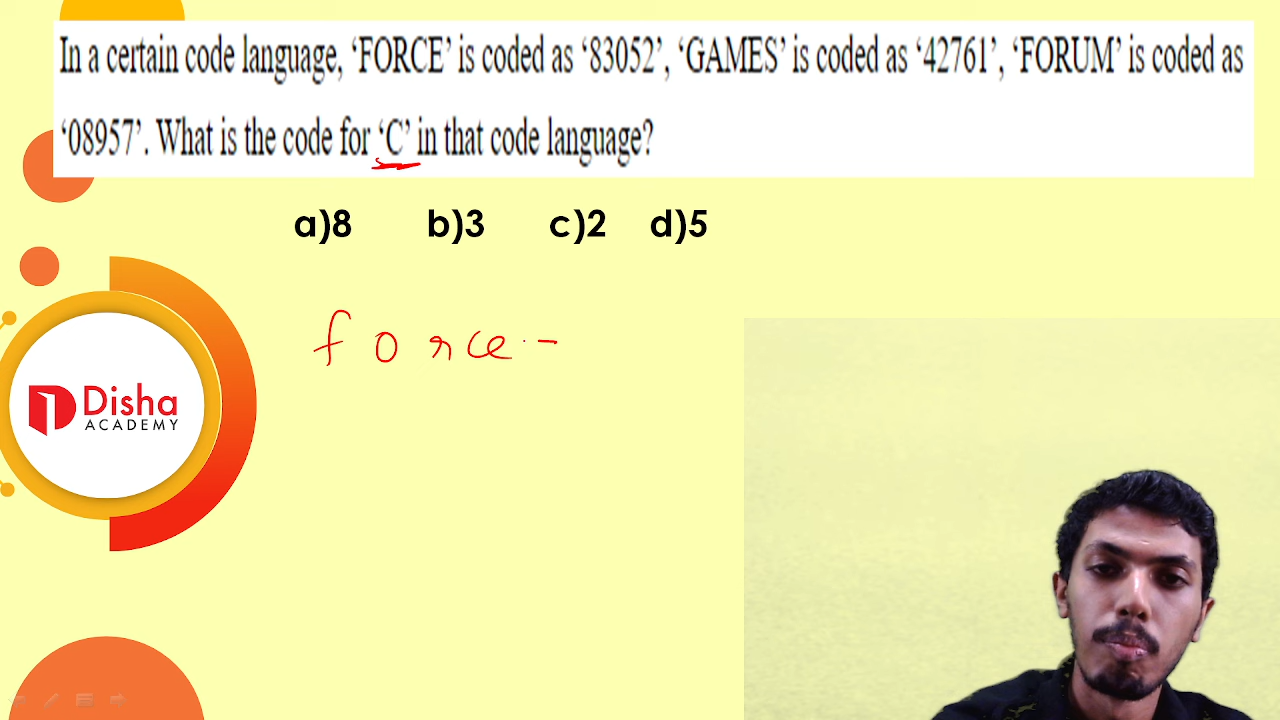 In a certain code language, ‘FORCE’ is coded as ‘83052’, ‘GAMES’ is coded as ‘42761’, ‘FORUM’ is coded as
‘08957’. What is the code for ‘C’ in that code language?
a)8 b)3 c)2 d)5
force:-
Disha
ACADEMY